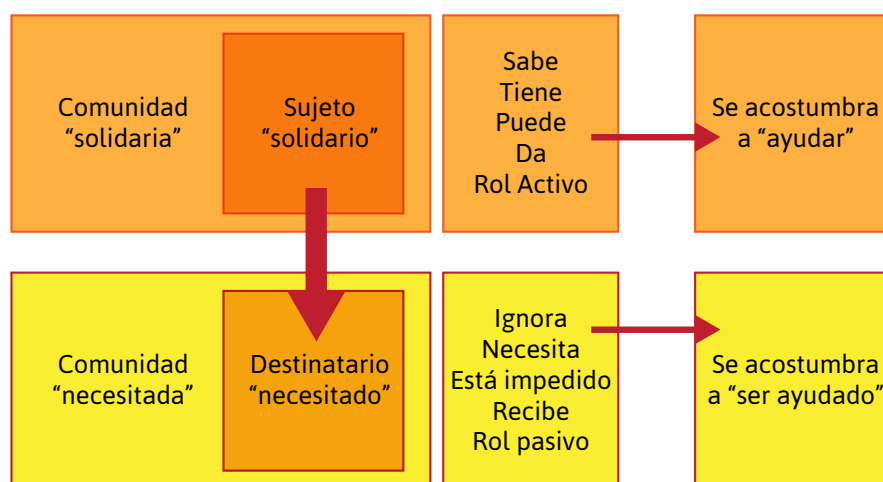 Comunidad
“solidaria”
Sujeto
“solidario”
Sabe
Tiene
Puede
Da
Rol Activo
Se acostumbra
a “ayudar”
Comunidad
“necesitada”
Destinatario
“necesitado”
Ignora
Necesita
Está impedido
Recibe
Rol pasivo
Se acostumbra
a “ser ayudado”